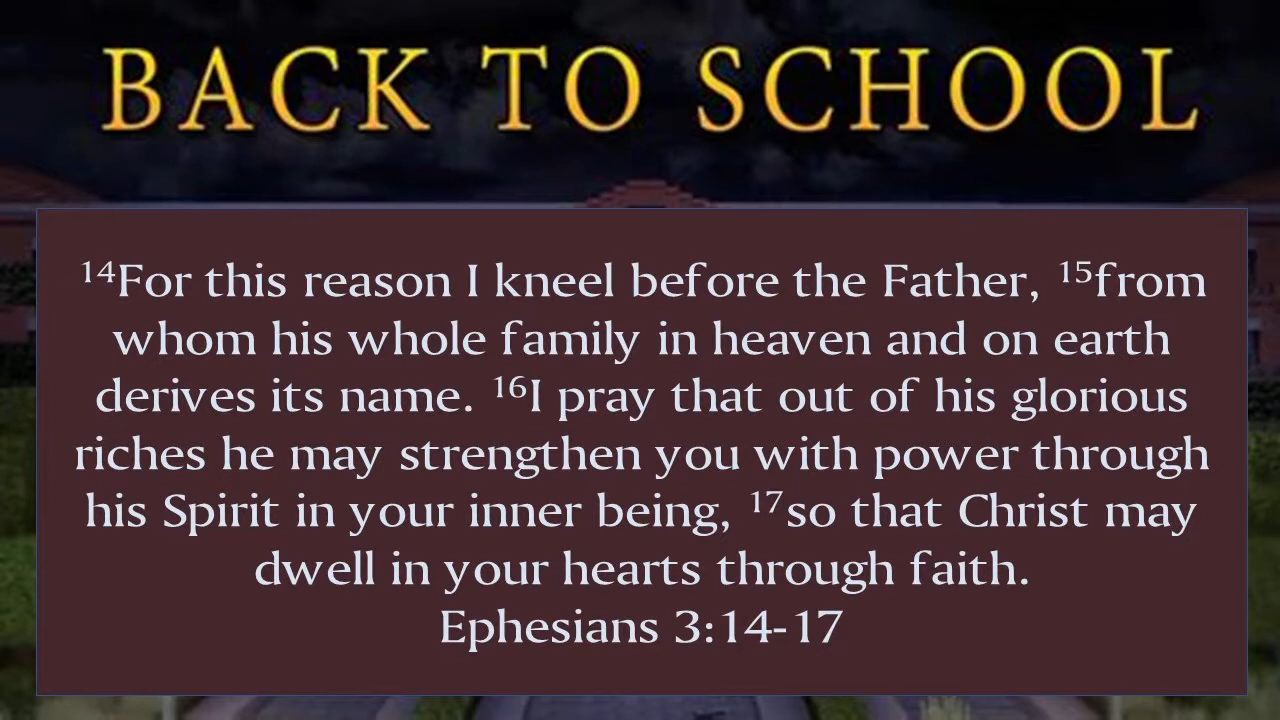 BACK TO SCHOOL
¹⁴For this reason I kneel before the Father, ¹⁵from
whom his whole family in heaven and on earth
derives its name. ¹⁶I pray that out of his glorious
riches he may strengthen you with power through
his Spirit in your inner being, ¹⁷so that Christ may
dwell in your hearts through faith.
Ephesians 3:14-17